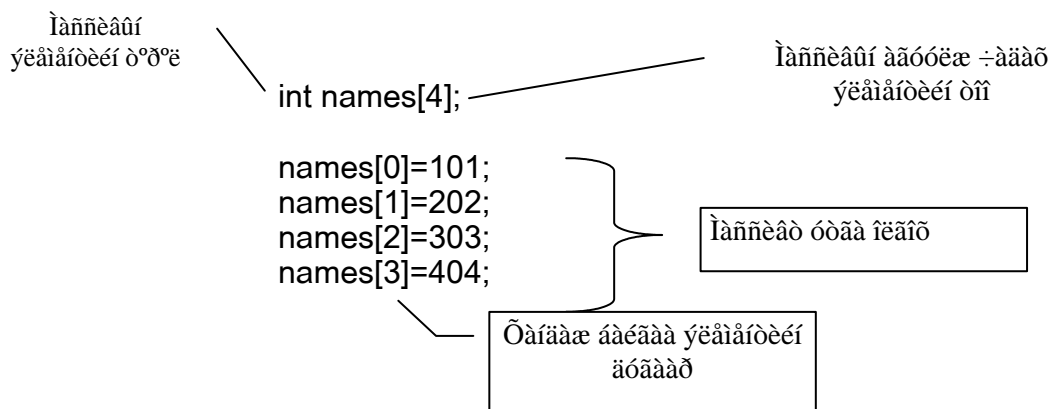 Ìàññèâûí
ýëåìåíòèéí òºðºë
int names[4];
Ìàññèâûí àãóóëæ ÷àäàõ
ýëåìåíòèéí òîî
names[0]=101;
names[1]=202;
names[2]=303;
names[3]=404;
Ìàññèâò óòãà îëãîõ
Õàíäàæ áàéãàà ýëåìåíòèéí
äóãààð